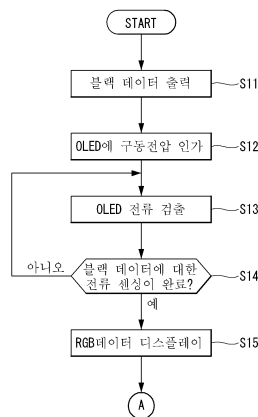 START
블랙 데이터 출력
S11
OLED에 구동전압 인가
S12
OLED 전류 검출
S13
아니오
블랙 데이터에 대한
전류 센싱이 완료?
S14
예
RGB데이터 디스플레이
S15
A